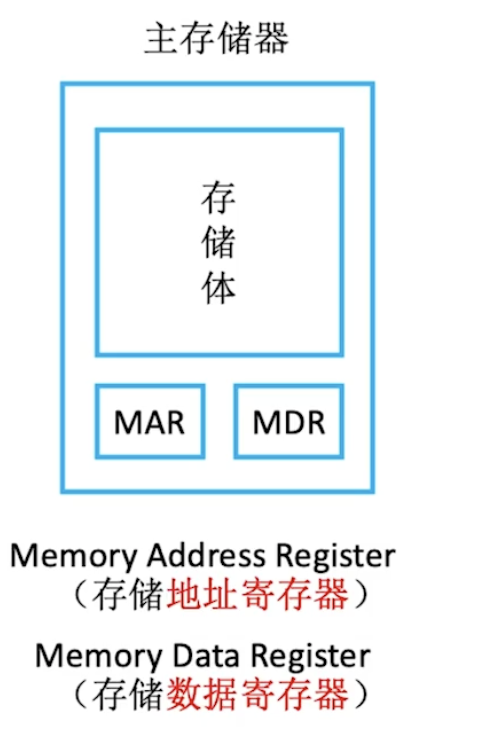 主存储器
存
储
体
MAR MDR
Memory Address Register
（存储地址寄存器）
Memory Data Register
（存储数据寄存器）